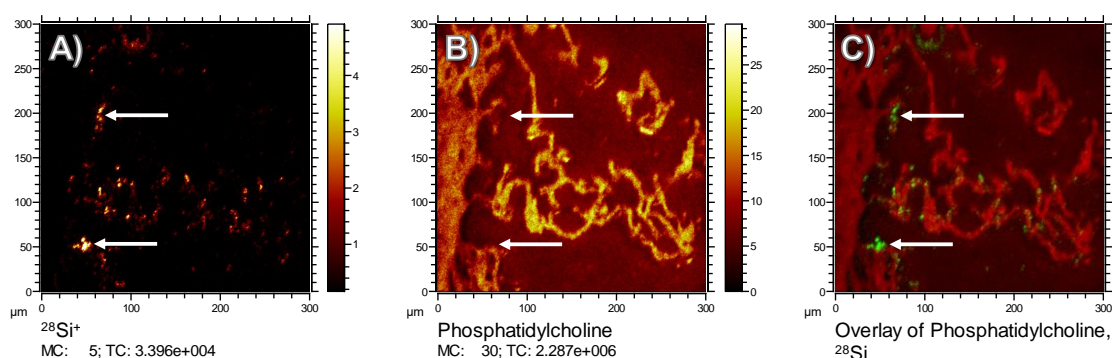 A)
B)
C)
300
250
200
150
100
50
0
0 100 200 300
µm
4
3
2
1
300
250
200
150
100
50
0
0 100 200 300
µm
25
20
15
10
5
0
300
250
200
150
100
50
0
0 100 200 300
µm
²⁸Si⁺
MC: 5; TC: 3.396e+004
Phosphatidylcholine
MC: 30; TC: 2.287e+006
Overlay of Phosphatidylcholine,
²⁸Si